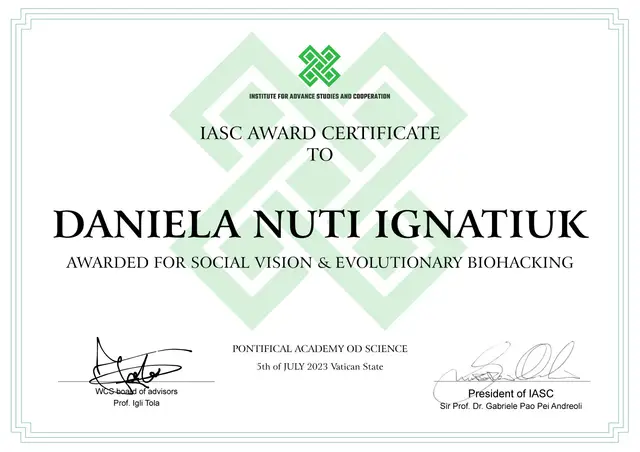 INSTITUTE FOR ADVANCE STUDIES AND COOPERATION
IASC AWARD CERTIFICATE
TO
DANIELA NUTI IGNATIUK
AWARDED FOR SOCIAL VISION & EVOLUTIONARY BIOHACKING
PONTIFICAL ACADEMY OD SCIENCE
5th of JULY 2023 Vatican State
WCS board of advisors
Prof. Igli Tola
President of IASC
Sir Prof. Dr. Gabriele Pao Pei Andreoli